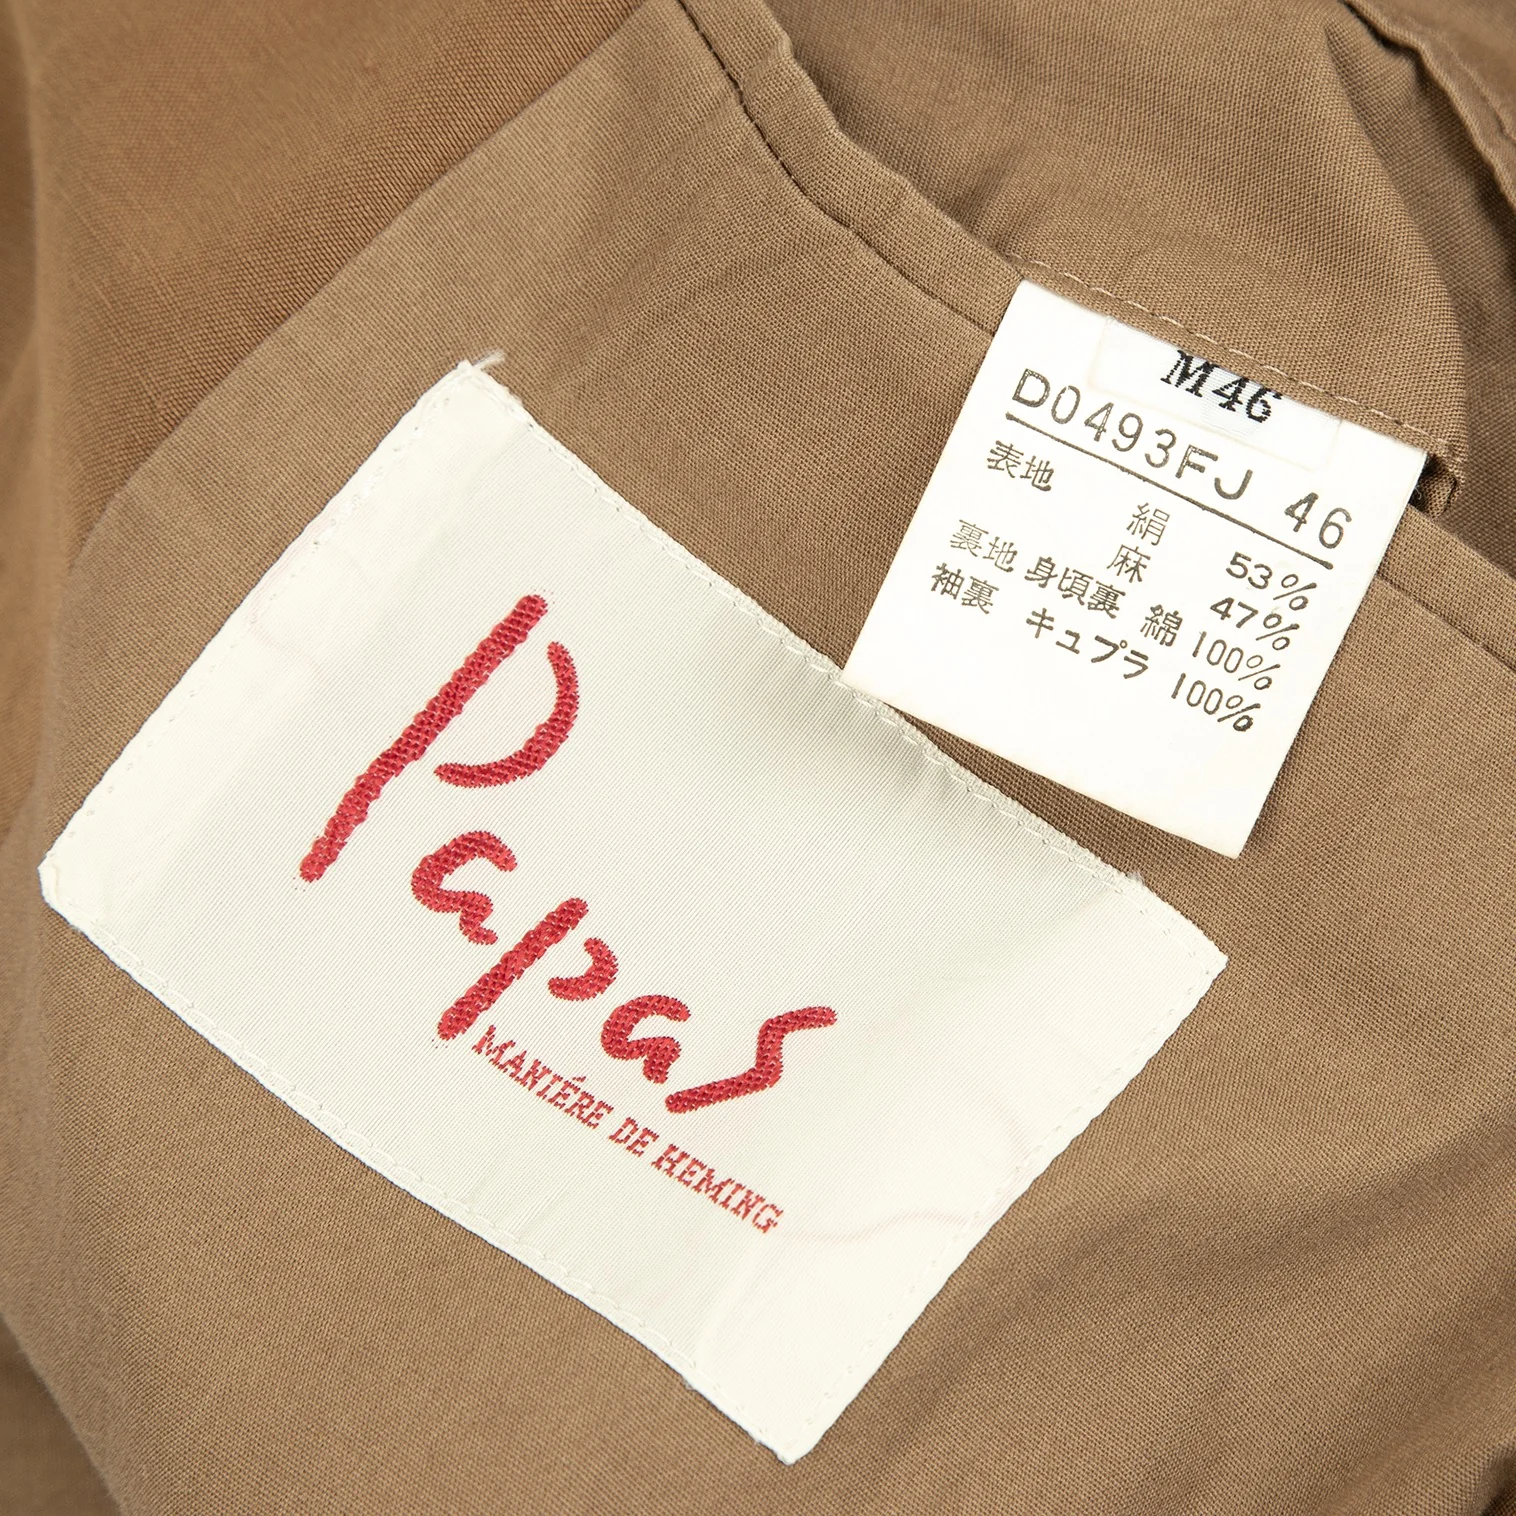 M46
D0493FJ 46
表地 絹 53%
麻 47%
裏地 身頃裏 綿 100%
袖裏 キュプラ 100%
Papas
MANIÉRE DE HEMING